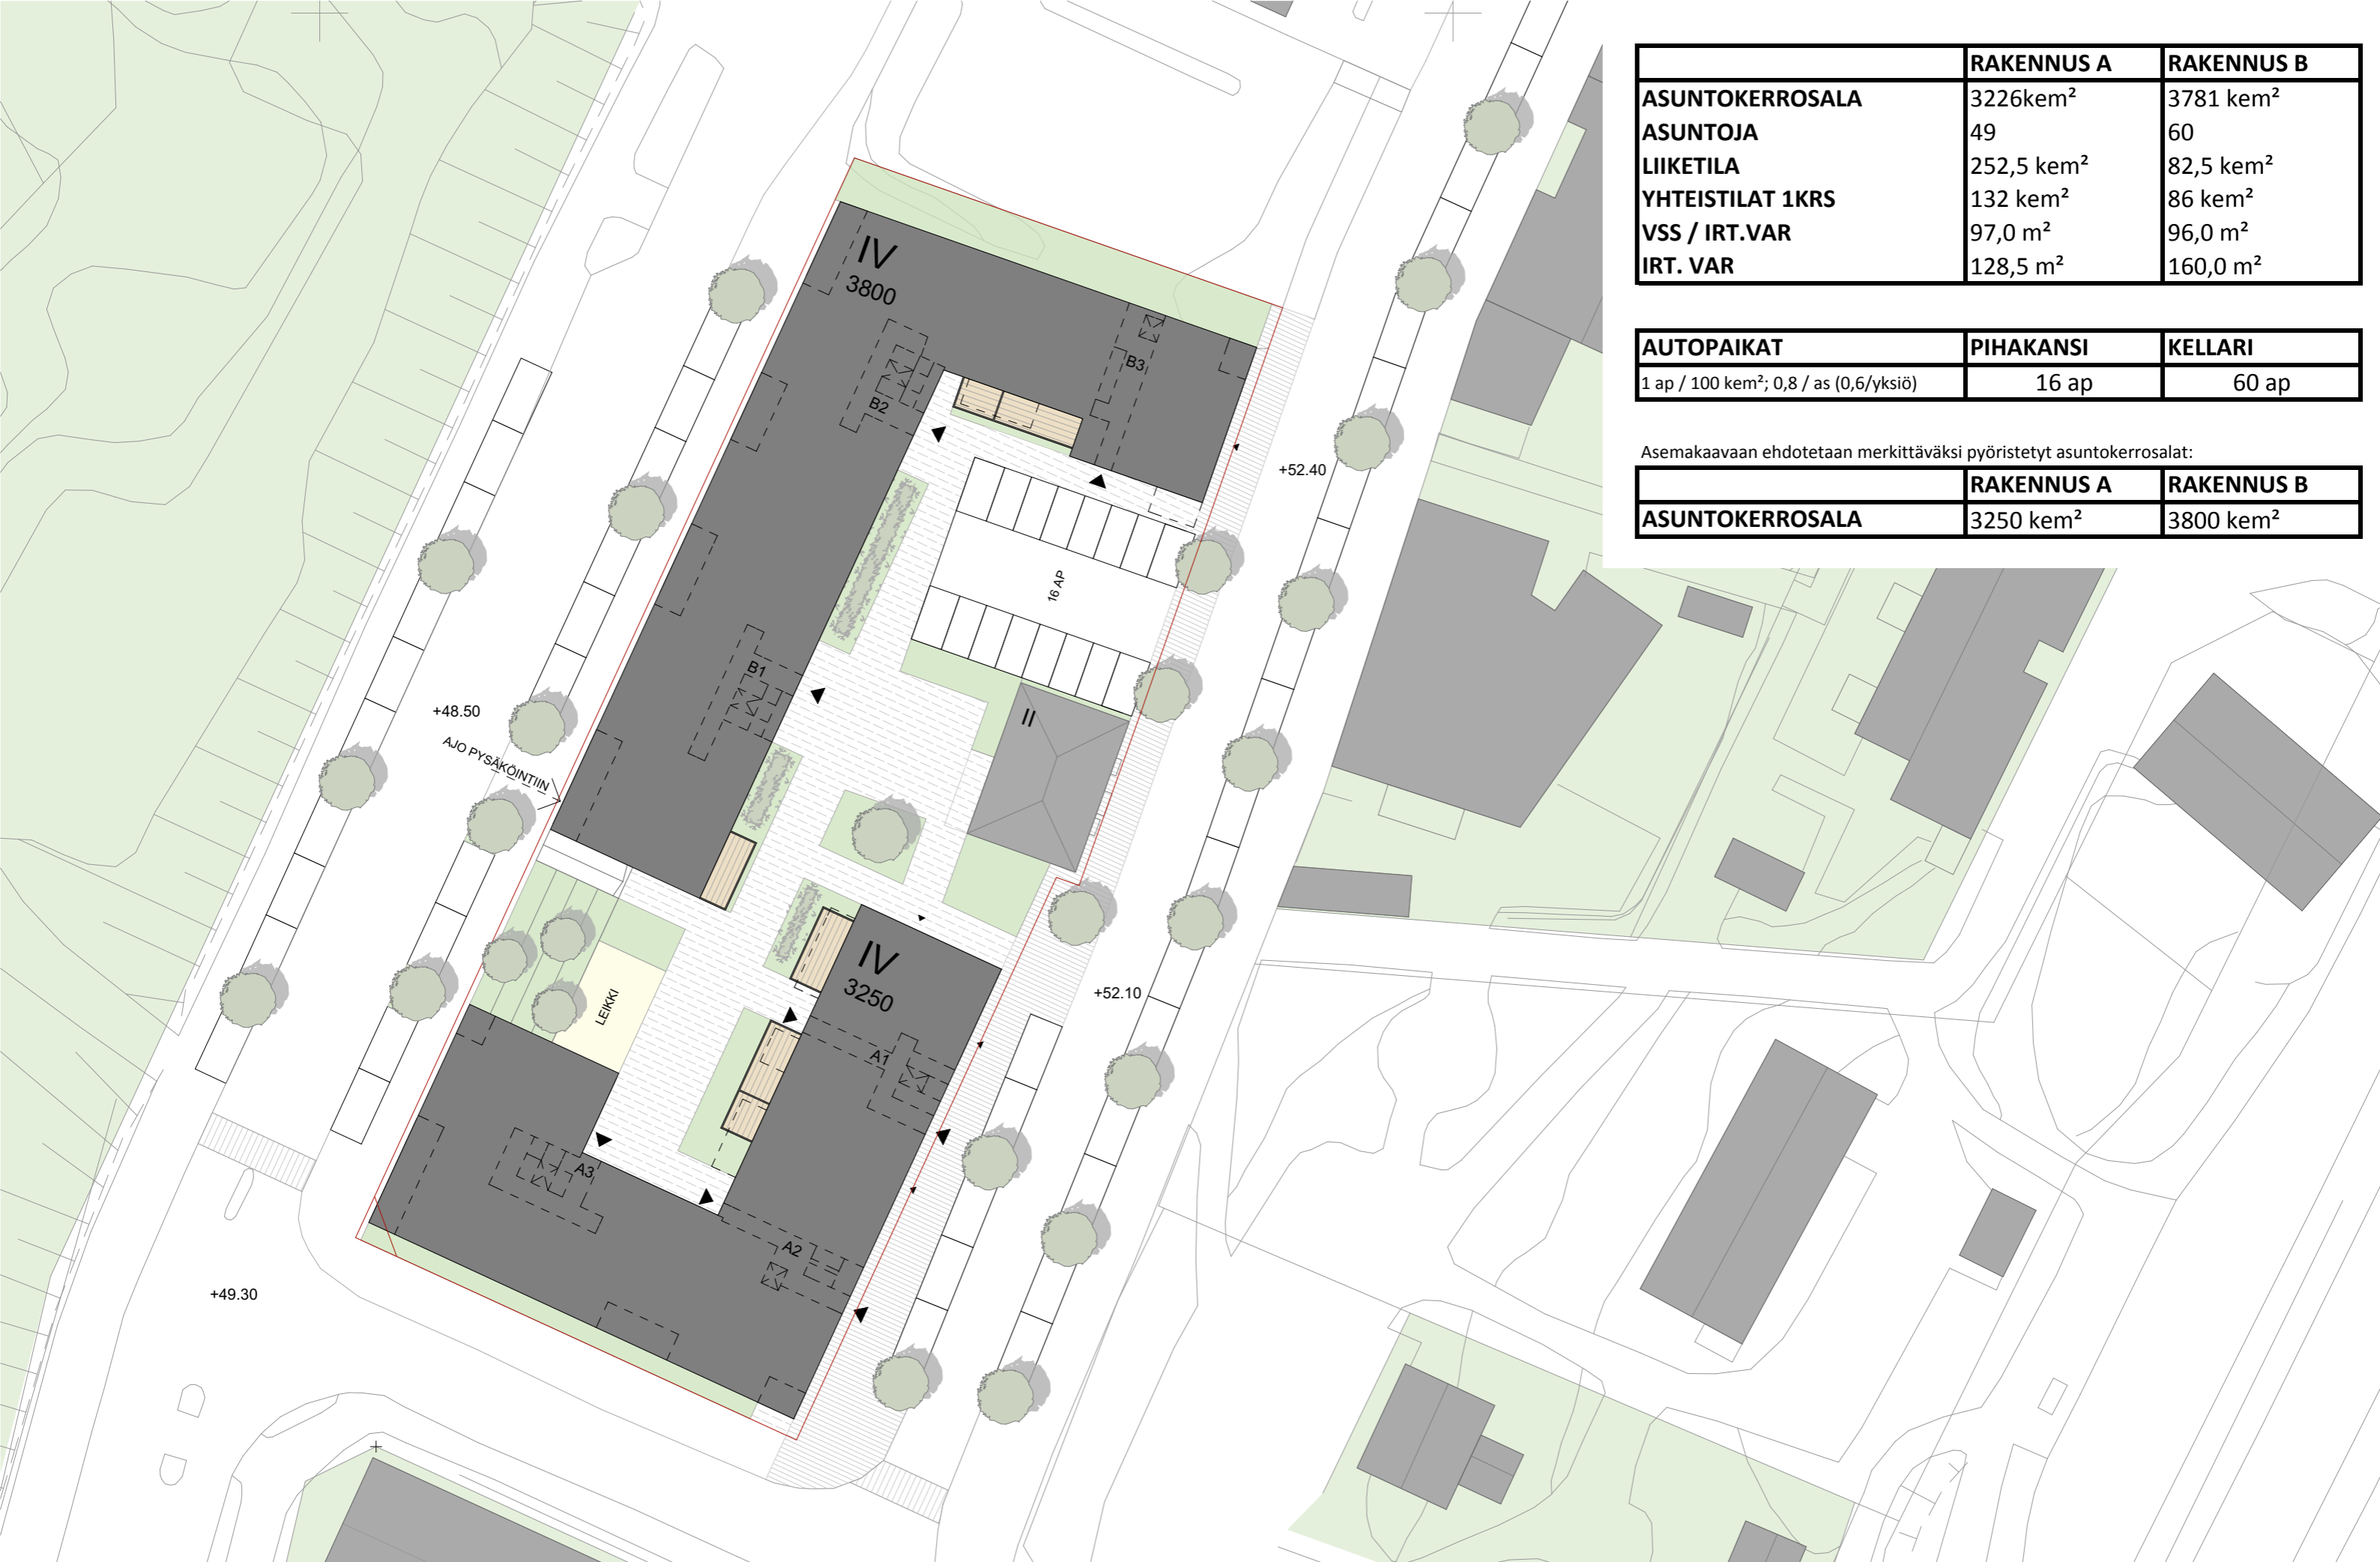 RAKENNUS A RAKENNUS B
ASUNTOKERROSALA 3226kem² 3781 kem²
ASUNTOJA 49 60
LIIKETILA 252,5 kem² 82,5 kem²
YHTEISTILAT 1KRS 132 kem² 86 kem²
VSS / IRT.VAR 97,0 m² 96,0 m²
IRT. VAR 128,5 m² 160,0 m²
AUTOPAIKAT PIHAKANSI KELLARI
1 ap / 100 kem²; 0,8 / as (0,6/yksiö) 16 ap 60 ap
Asemakaavaan ehdotetaan merkittäväksi pyöristetyt asuntokerrosalat:
RAKENNUS A RAKENNUS B
ASUNTOKERROSALA 3250 kem² 3800 kem²
IV
3800
B3
B2
+52.40
16 AP
B1
+48.50
II
AJO PYSÄKÖINTIIN
IV
3250
+52.10
LEIKKI
A1
A3
A2
+49.30